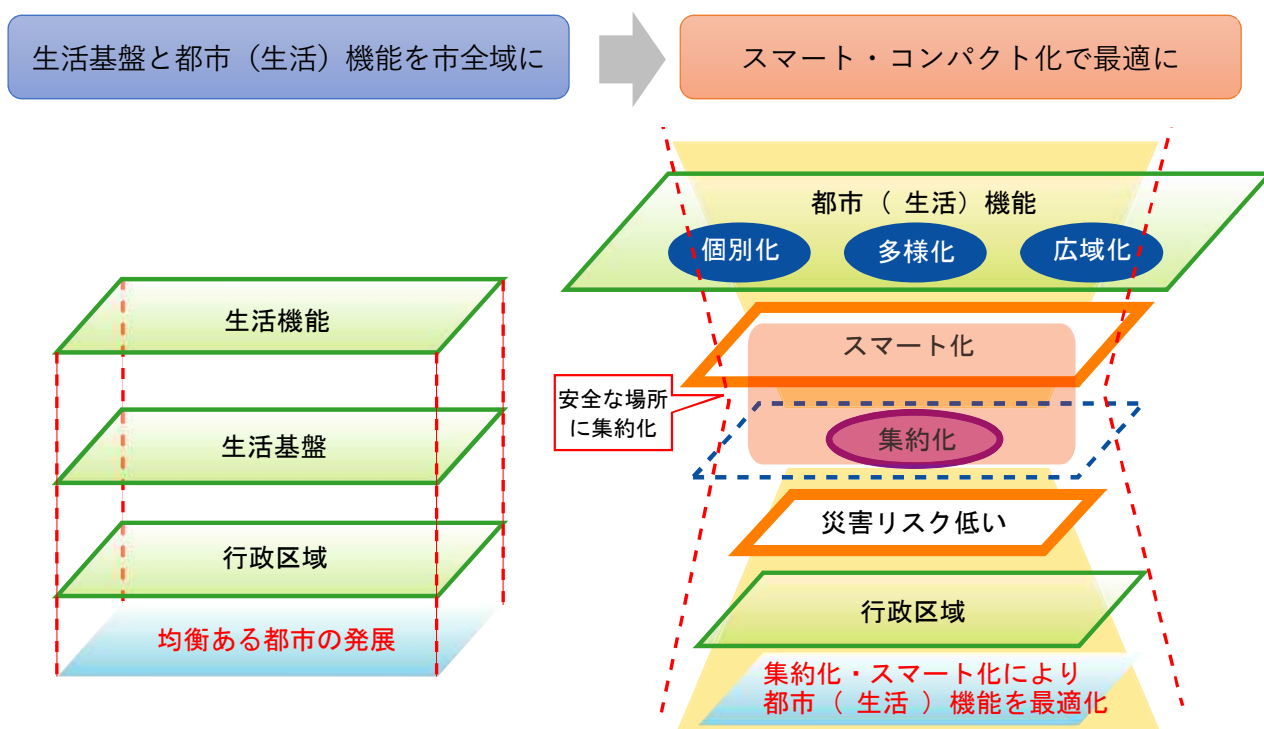 生活基盤と都市（生活）機能を市全域に
スマート・コンパクト化で最適に
生活機能
生活基盤
行政区域
均衡ある都市の発展
都市（ 生活）機能
個別化
多様化
広域化
スマート化
安全な場所
に集約化
集約化
災害リスク低い
行政区域
集約化・スマート化により
都市（ 生活 ）機能を最適化